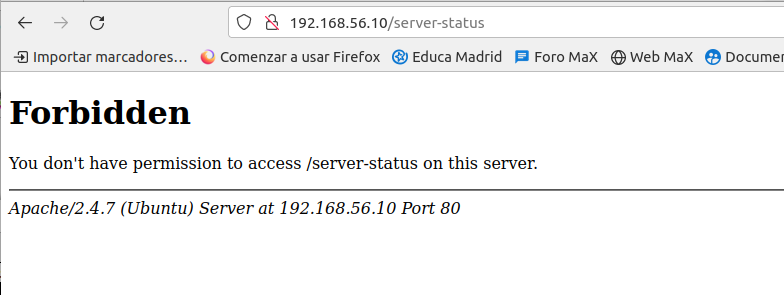 192.168.56.10/server-status
Importar marcadores… Comenzar a usar Firefox Educa Madrid Foro MaX Web MaX Documen
Forbidden
You don't have permission to access /server-status on this server.
Apache/2.4.7 (Ubuntu) Server at 192.168.56.10 Port 80